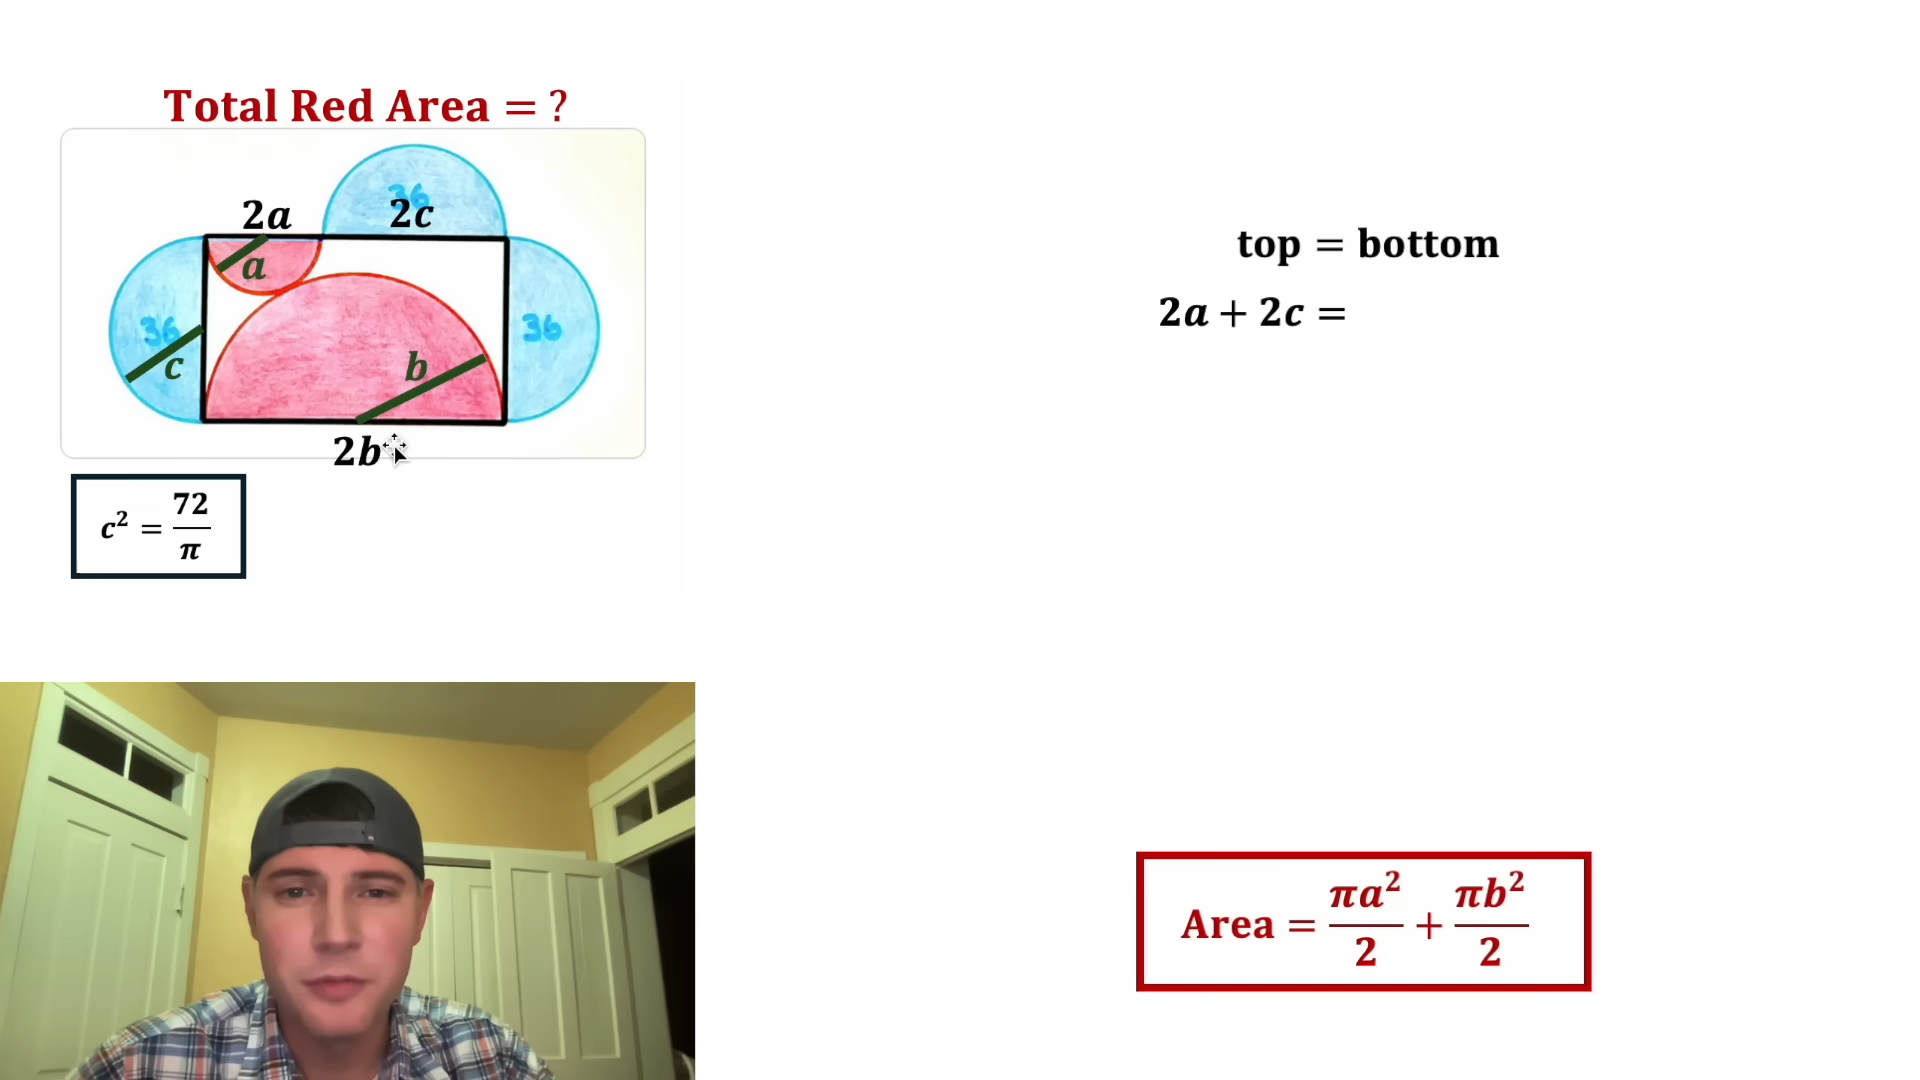 Total Red Area = ?
36
2a
2c
a
36
36
c
b
2b
c² = 72/π
top = bottom
2a + 2c =
Area = πa²/2 + πb²/2